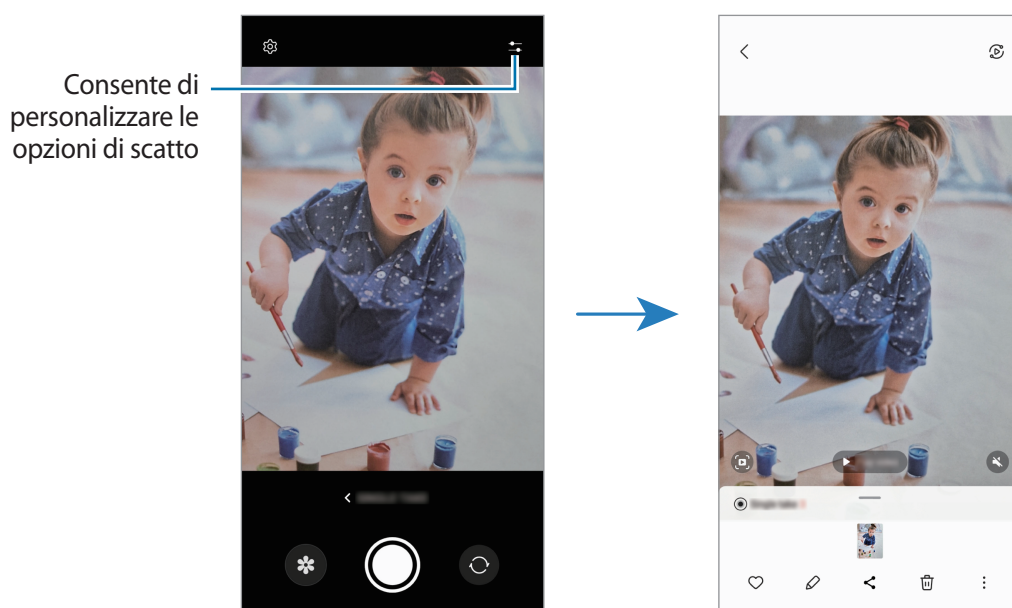 Consente di
personalizzare le
opzioni di scatto